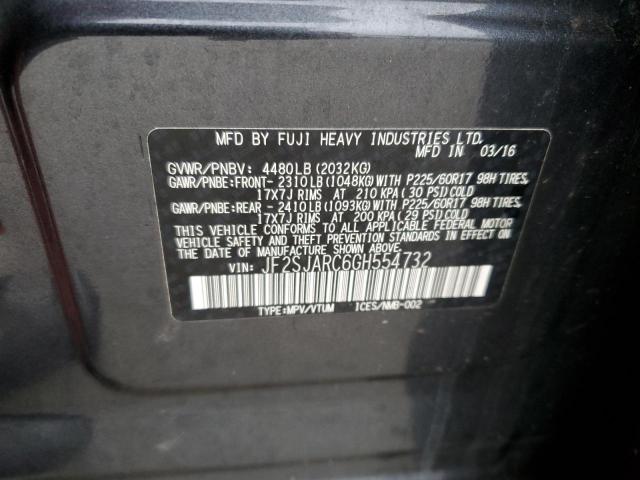 MFD BY FUJI HEAVY INDUSTRIES LTD.
MFD IN 03/16
GVWR/PNBV: 4480LB (2032KG)
GAWR/PNBE:FRONT-2310LB (1048KG) WITH P225/60R17 98H TIRES,
17X7J RIMS AT 210 KPA (30 PSI) COLD
GAWR/PNBE:REAR -2410LB (1093KG) WITH P225/60R17 98H TIRES,
17X7J RIMS AT 200 KPA (29 PSI) COLD
THIS VEHICLE CONFORMS TO ALL APPLICABLE FEDERAL MOTOR
VEHICLE SAFETY AND THEFT PREVENTION STANDARDS IN EFFECT ON
THE DATE OF MANUFACTURE SHOWN ABOVE.
VIN: JF2SJARC6GH554732
TYPE:MPV/VTUM ICES/NMB-002